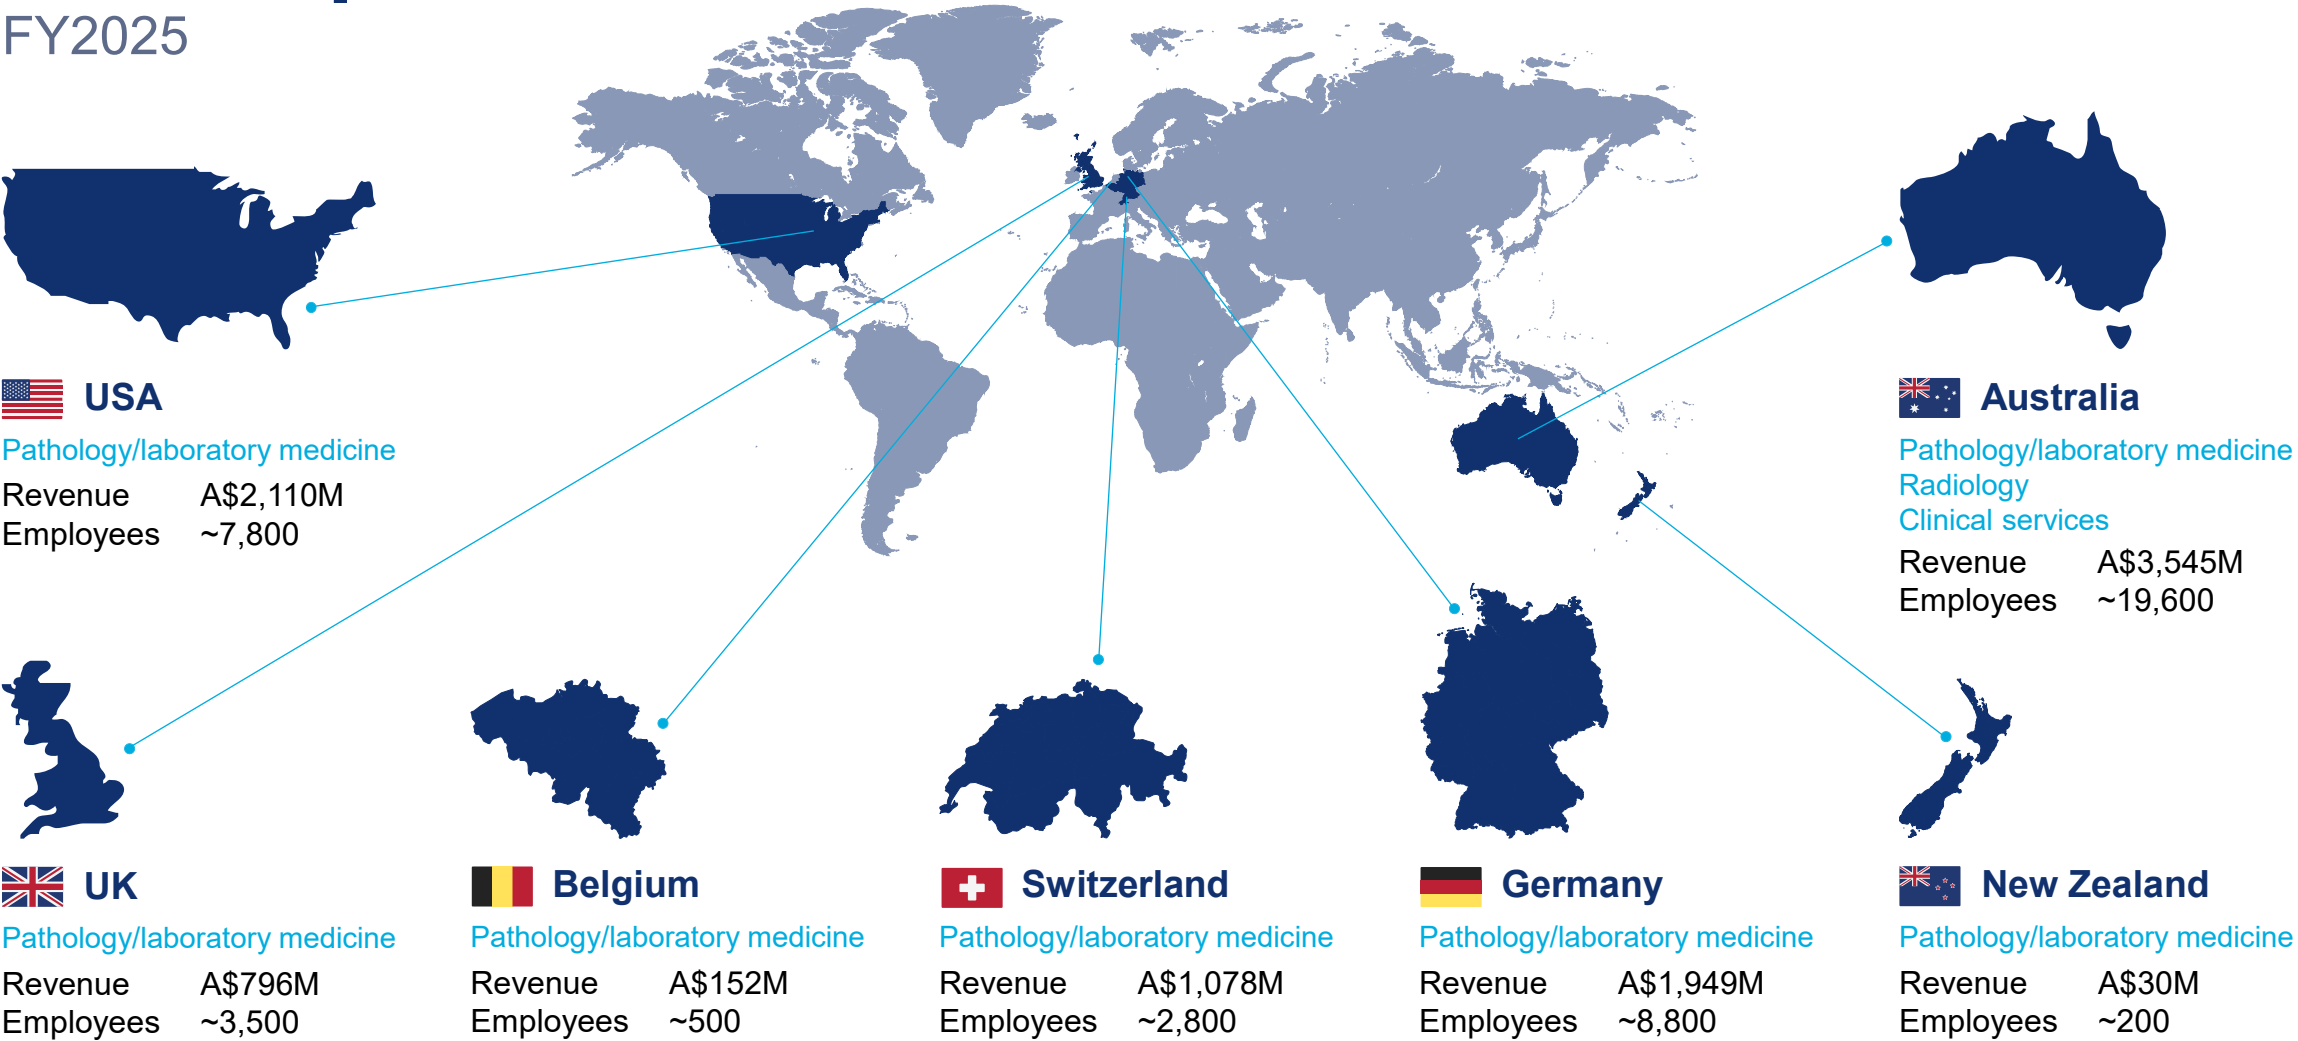 FY2025
USA
Pathology/laboratory medicine
Revenue A$2,110M
Employees ~7,800
Australia
Pathology/laboratory medicine
Radiology
Clinical services
Revenue A$3,545M
Employees ~19,600
UK
Pathology/laboratory medicine
Revenue A$796M
Employees ~3,500
Belgium
Pathology/laboratory medicine
Revenue A$152M
Employees ~500
Switzerland
Pathology/laboratory medicine
Revenue A$1,078M
Employees ~2,800
Germany
Pathology/laboratory medicine
Revenue A$1,949M
Employees ~8,800
New Zealand
Pathology/laboratory medicine
Revenue A$30M
Employees ~200